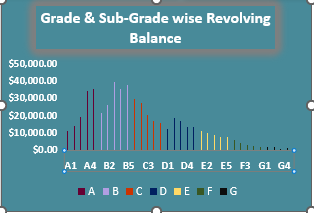 Grade & Sub-Grade wise Revolving
Balance
$50,000.00
$40,000.00
$30,000.00
$20,000.00
$10,000.00
$0.00
A1 A4 B2 B5 C3 D1 D4 E2 E5 F3 G1 G4
A B C D E F G